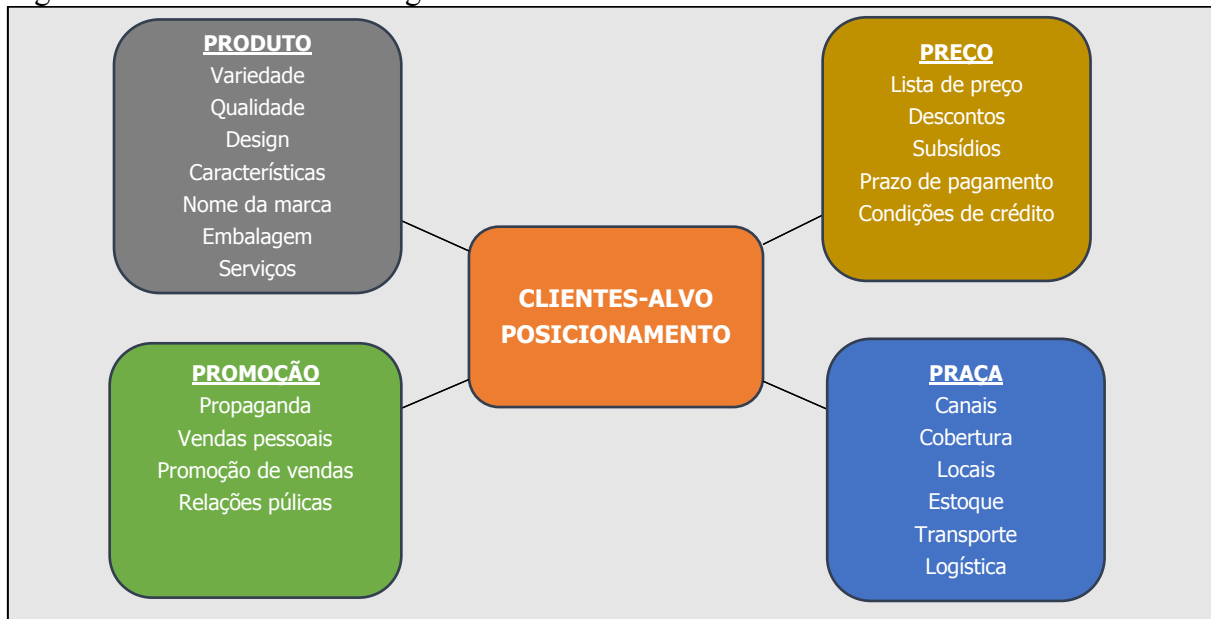 PRODUTO
Variedade
Qualidade
Design
Características
Nome da marca
Embalagem
Serviços
PREÇO
Lista de preço
Descontos
Subsídios
Prazo de pagamento
Condições de crédito
CLIENTES-ALVO
POSICIONAMENTO
PROMOÇÃO
Propaganda
Vendas pessoais
Promoção de vendas
Relações púlicas
PRAÇA
Canais
Cobertura
Locais
Estoque
Transporte
Logística